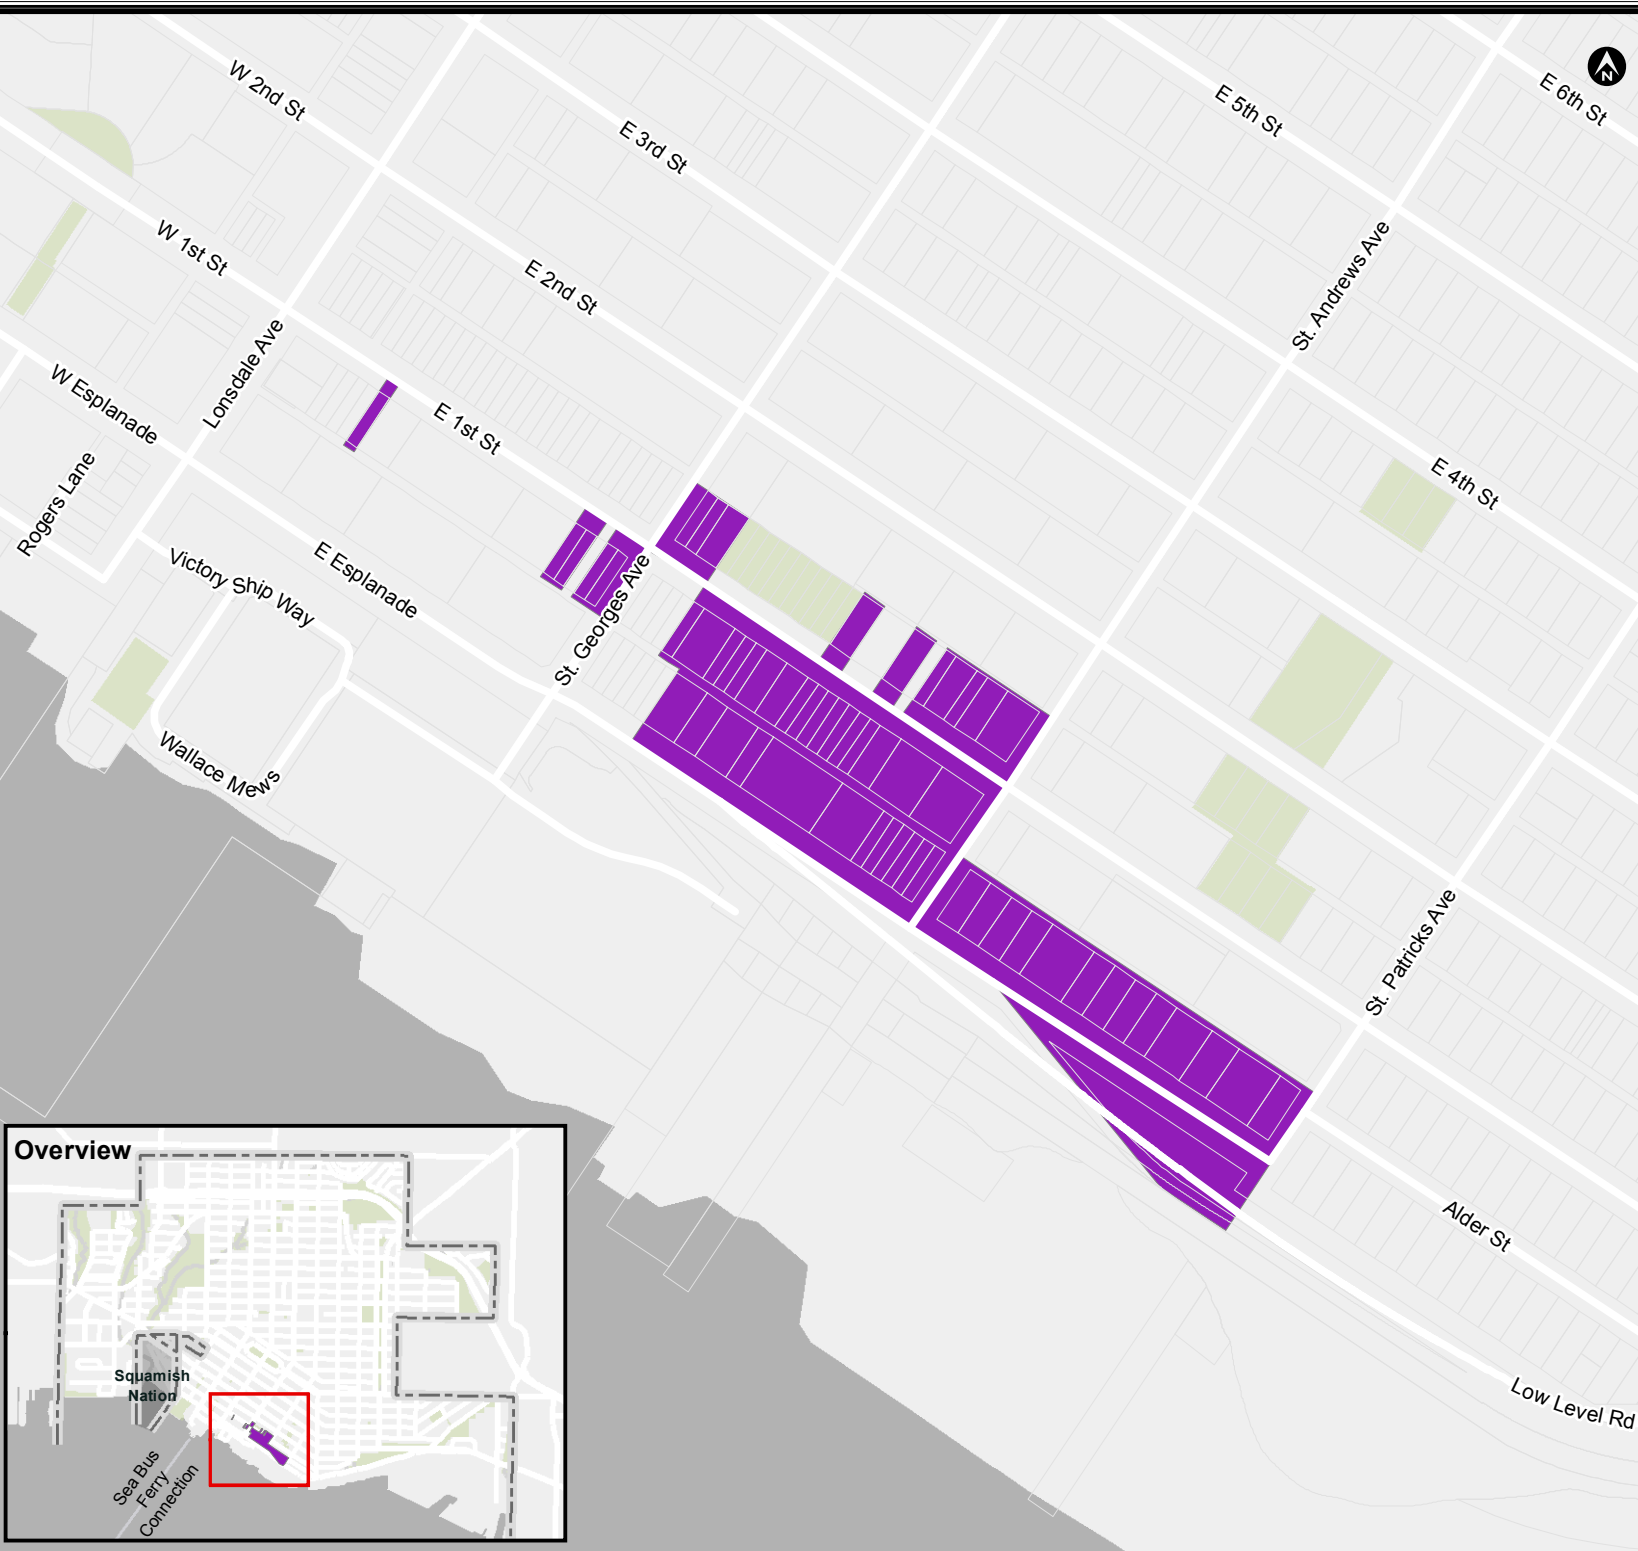 N
E 6th St
E 5th St
W 2nd St
E 3rd St
W 1st St
E 2nd St
St. Andrews Ave
Lonsdale Ave
W Esplanade
E 1st St
E 4th St
Rogers Lane
Victory Ship Way
E Esplanade
St. Georges Ave
Wallace Mews
St. Patricks Ave
Alder St
Low Level Rd
Overview
Squamish
Nation
Sea Bus
Ferry
Connection